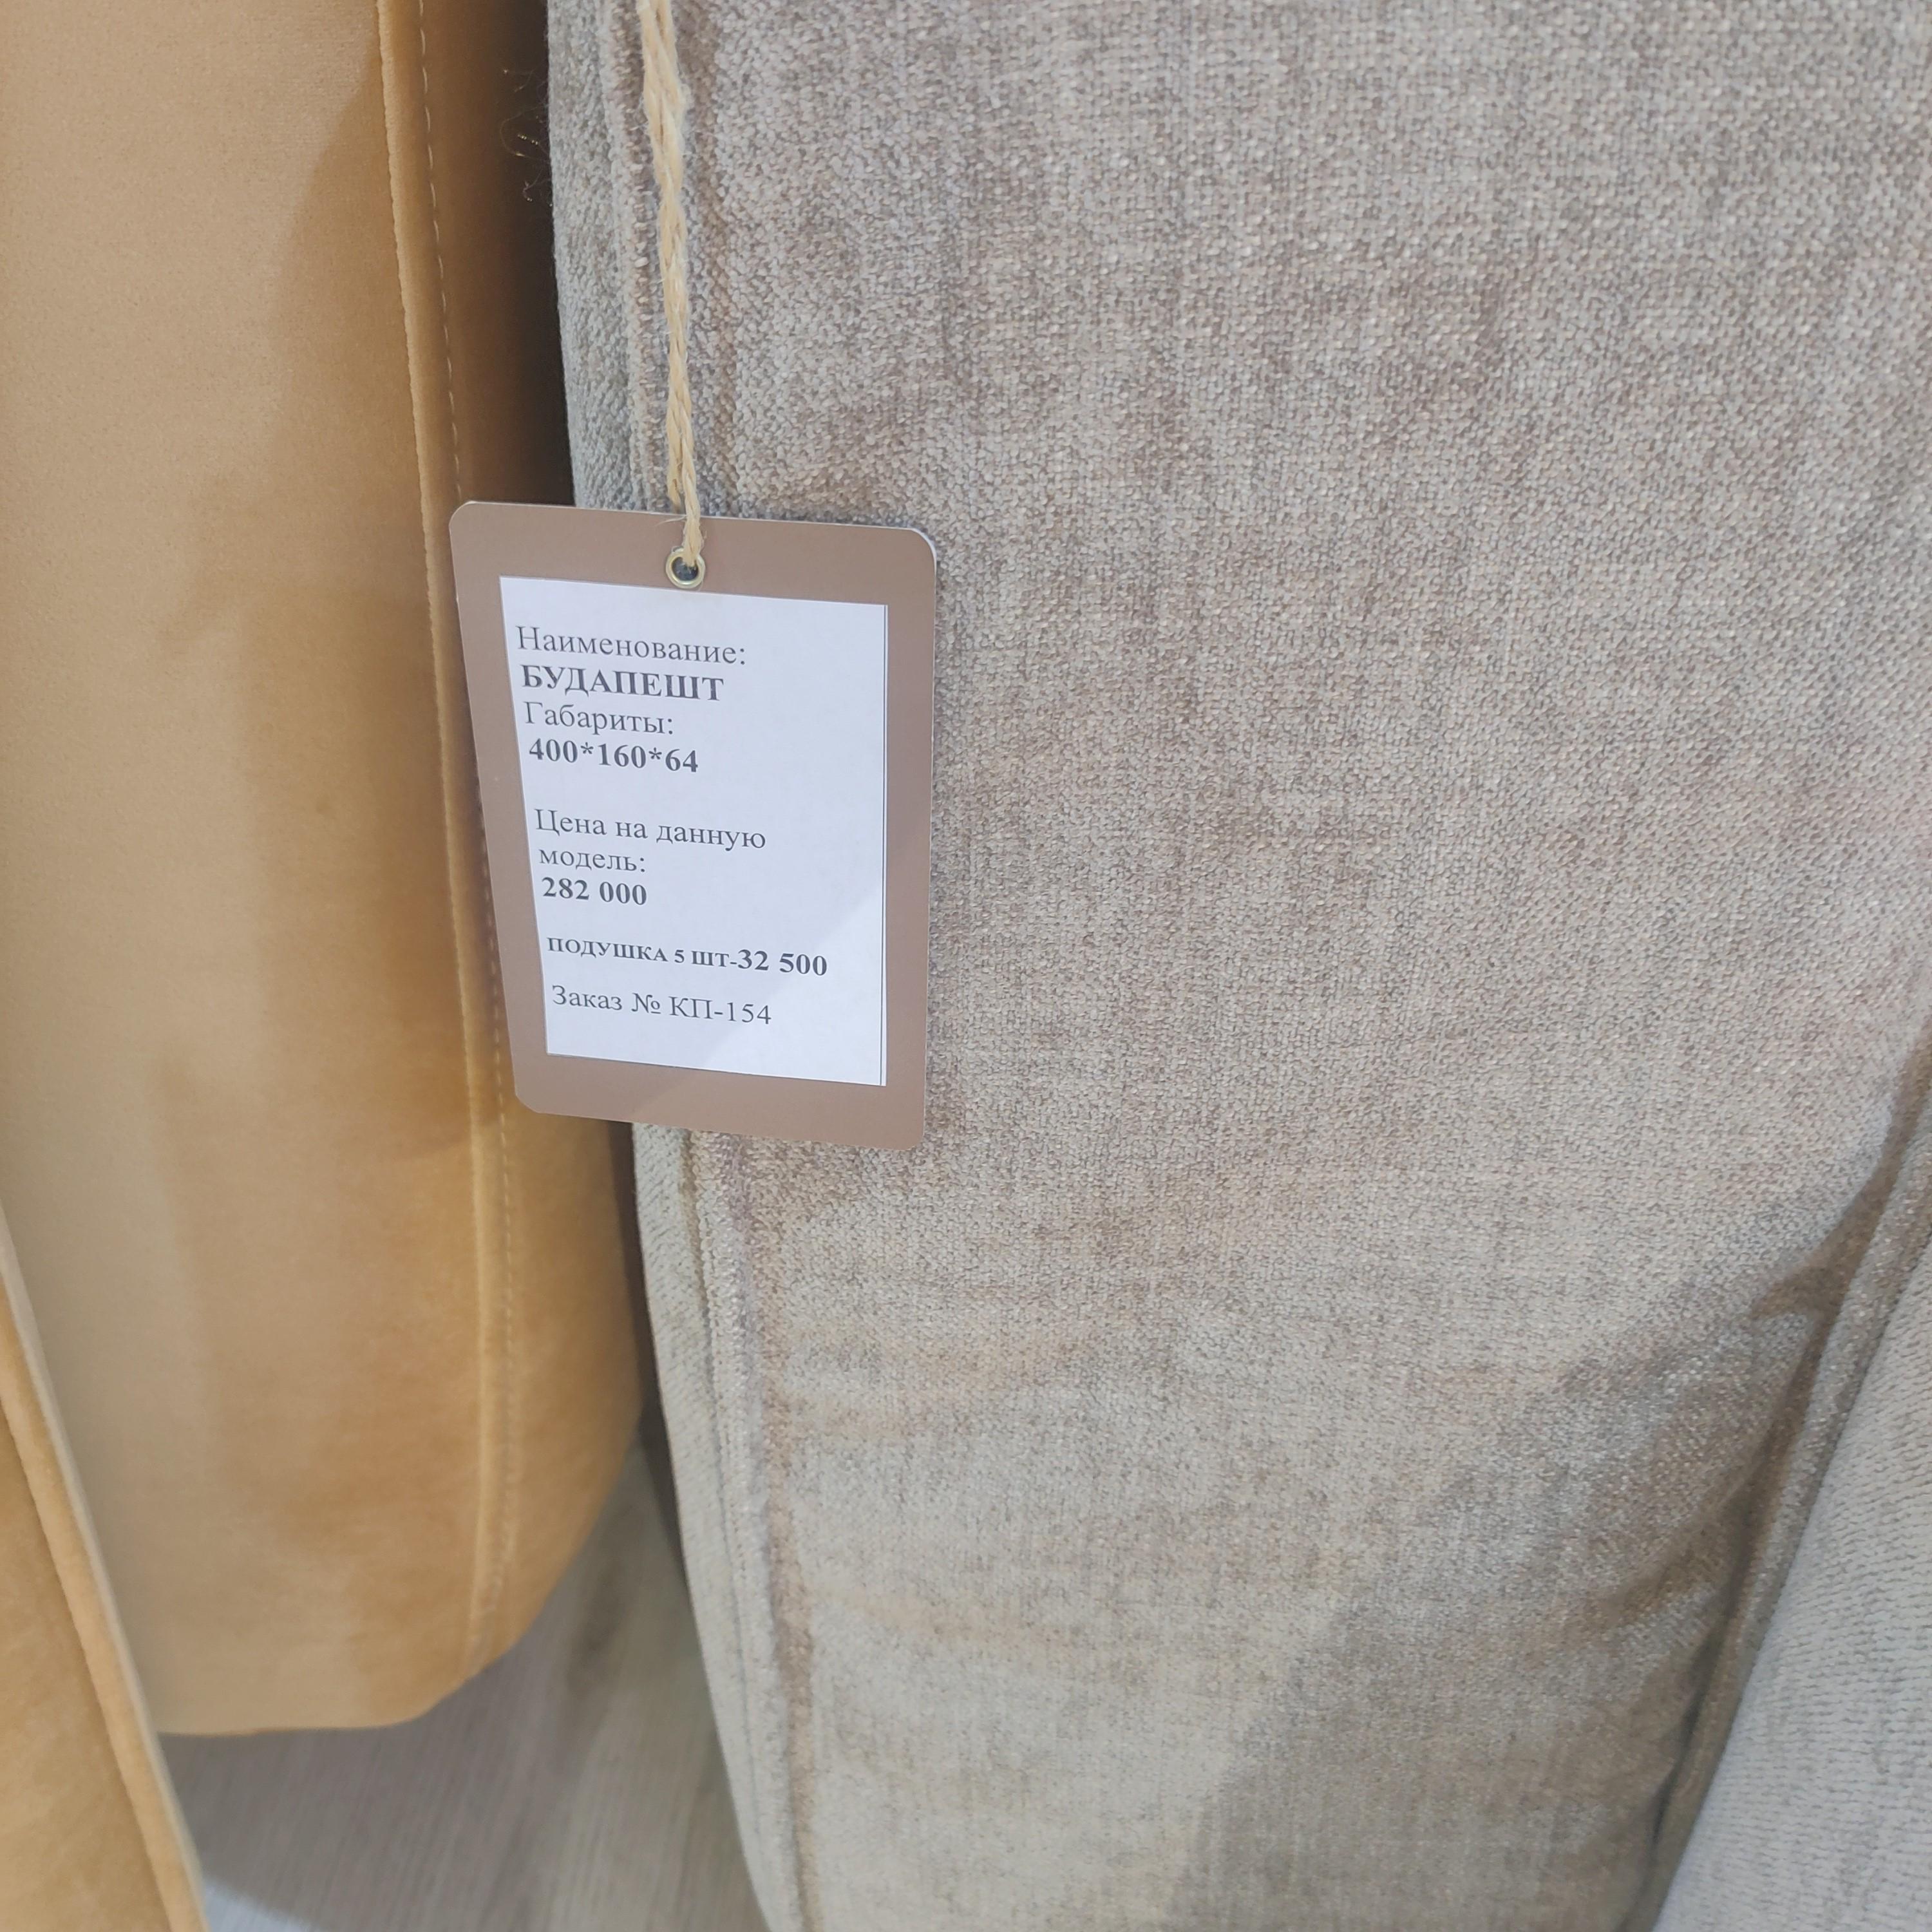 Наименование:
БУДАПЕШТ
Габариты:
400*160*64
Цена на данную
модель:
282 000
ПОДУШКА 5 ШТ-32 500
Заказ № КП-154